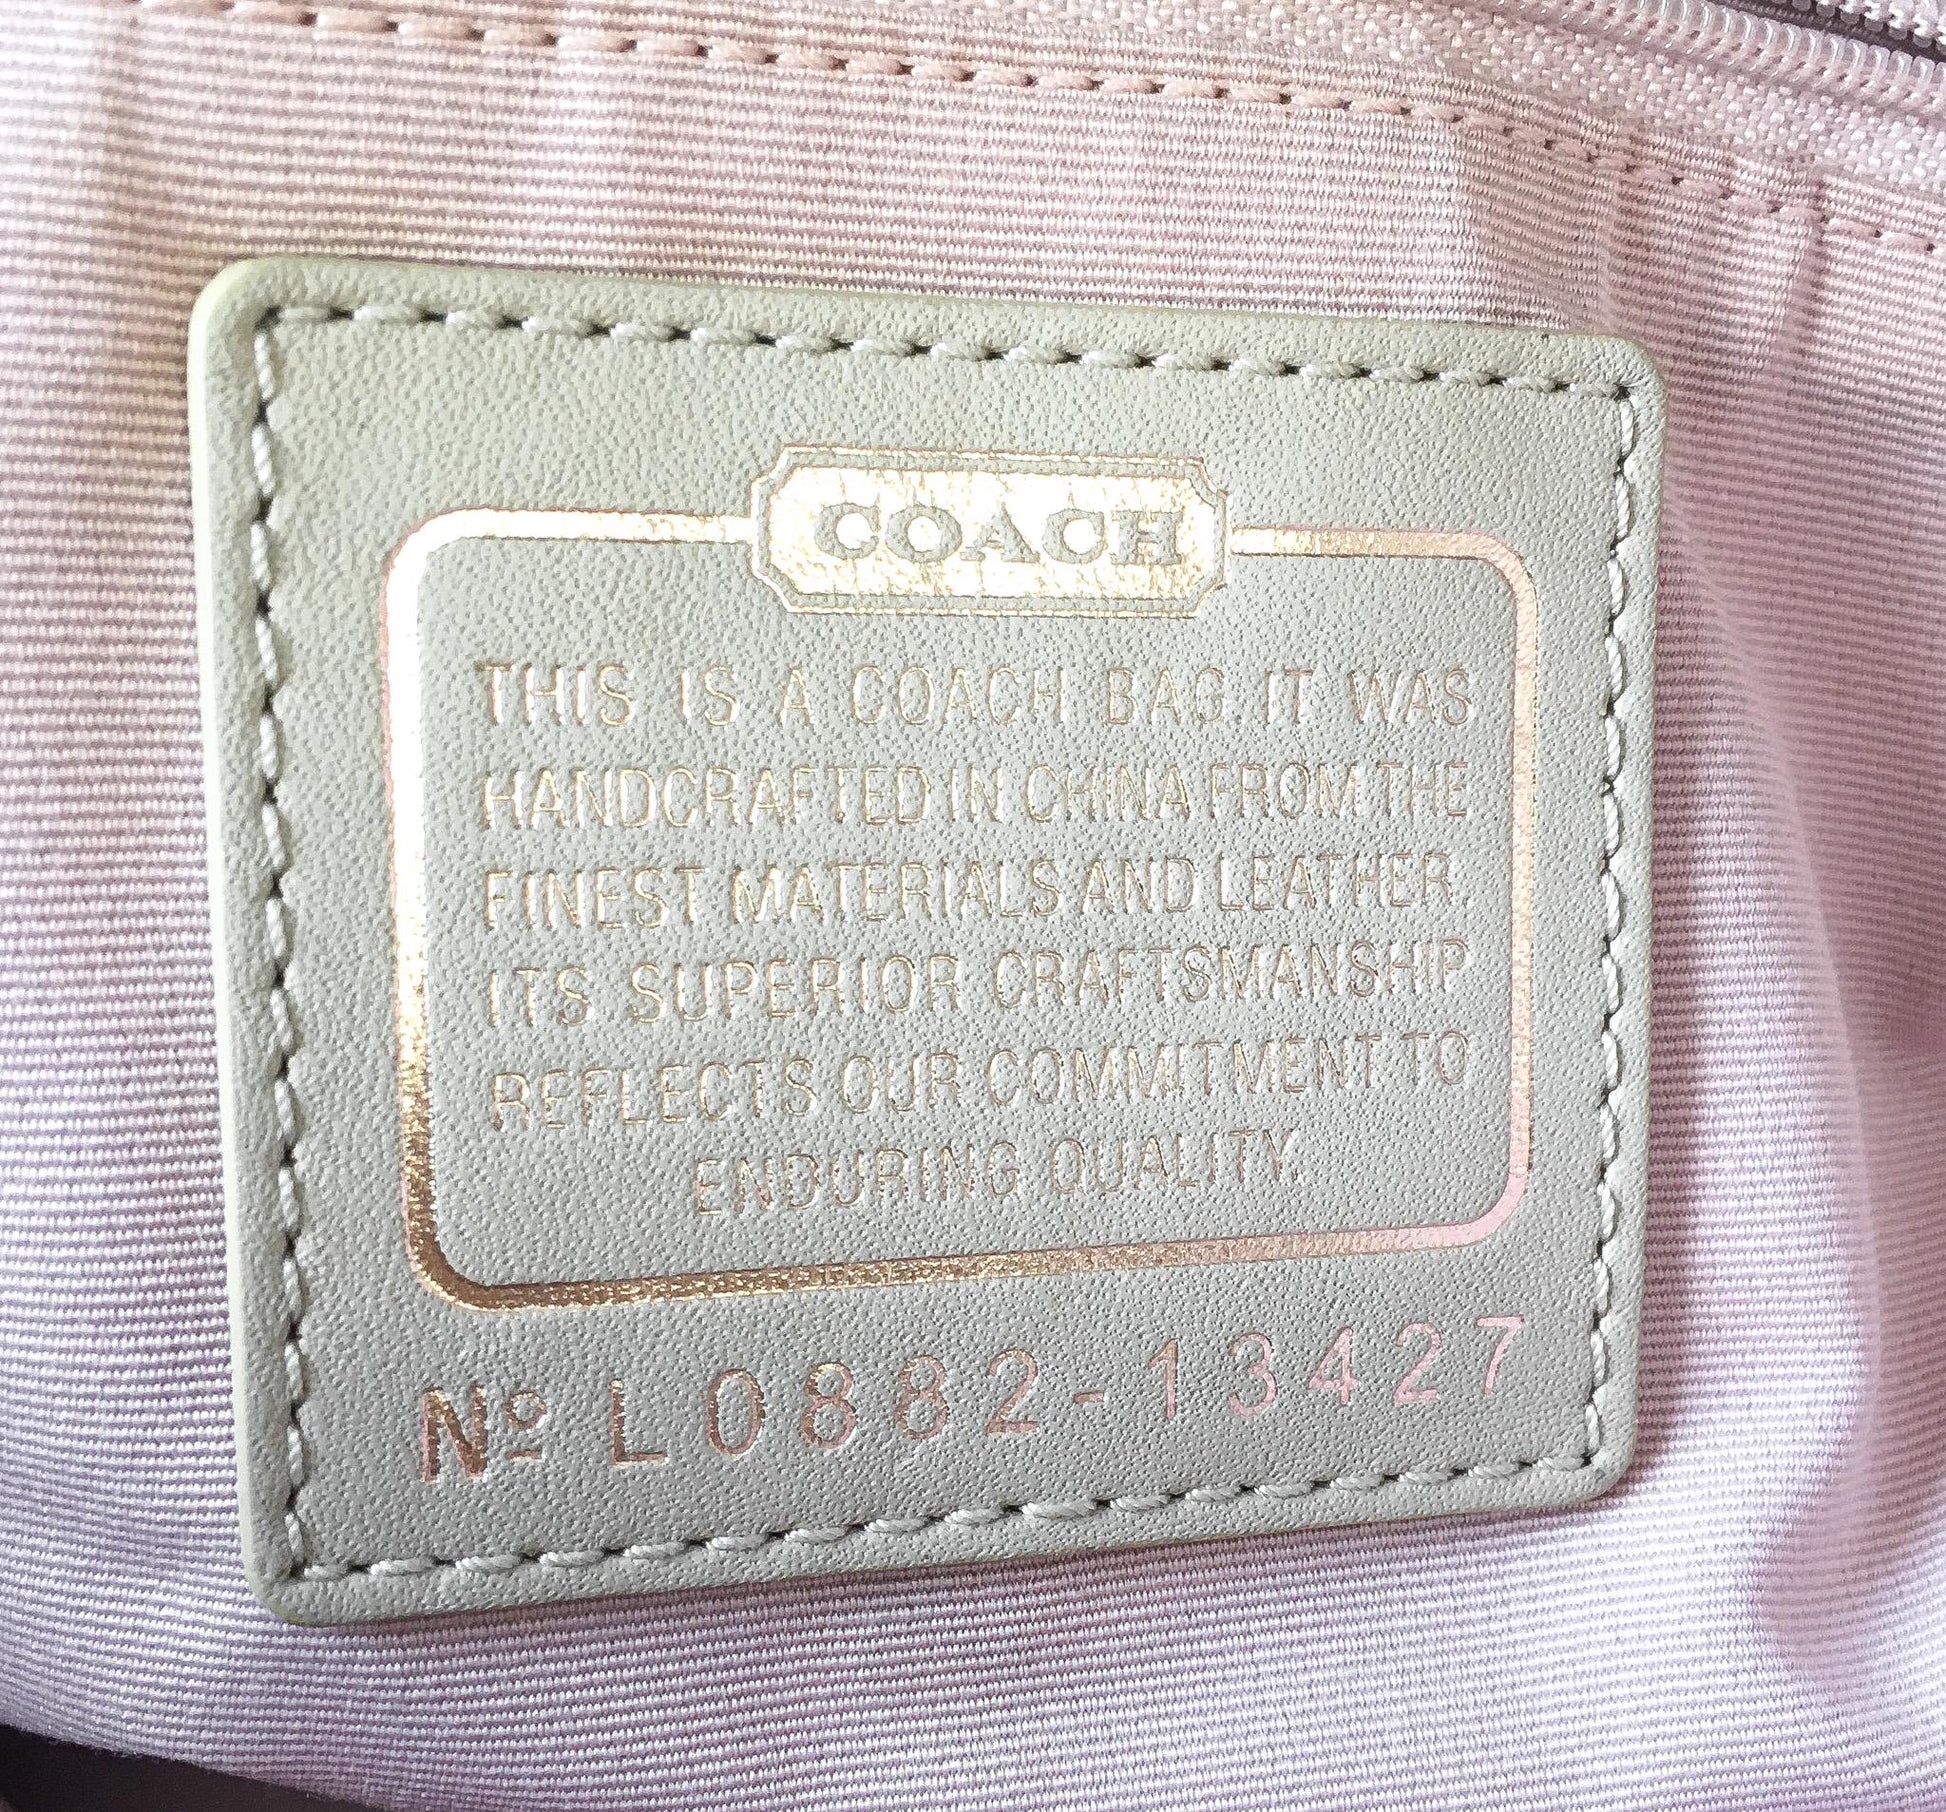 COACH
THIS IS A COACH BAG. IT WAS
HANDCRAFTED IN CHINA FROM THE
FINEST MATERIALS AND LEATHER.
ITS SUPERIOR CRAFTSMANSHIP
REFLECTS OUR COMMITMENT TO
ENDURING QUALITY.
Nº L0882-13427